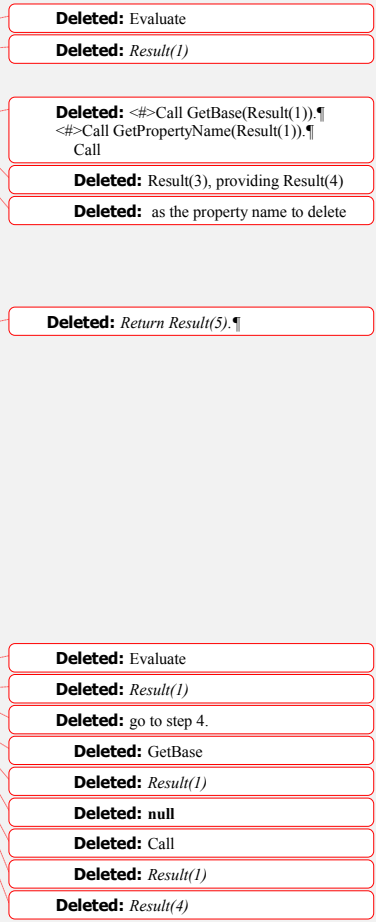 Deleted: Evaluate
Deleted: Result(1)
Deleted: <#>Call GetBase(Result(1)).¶
<#>Call GetPropertyName(Result(1)).¶
Call
Deleted: Result(3), providing Result(4)
Deleted: as the property name to delete
Deleted: Return Result(5).¶
Deleted: Evaluate
Deleted: Result(1)
Deleted: go to step 4.
Deleted: GetBase
Deleted: Result(1)
Deleted: null
Deleted: Call
Deleted: Result(1)
Deleted: Result(4)